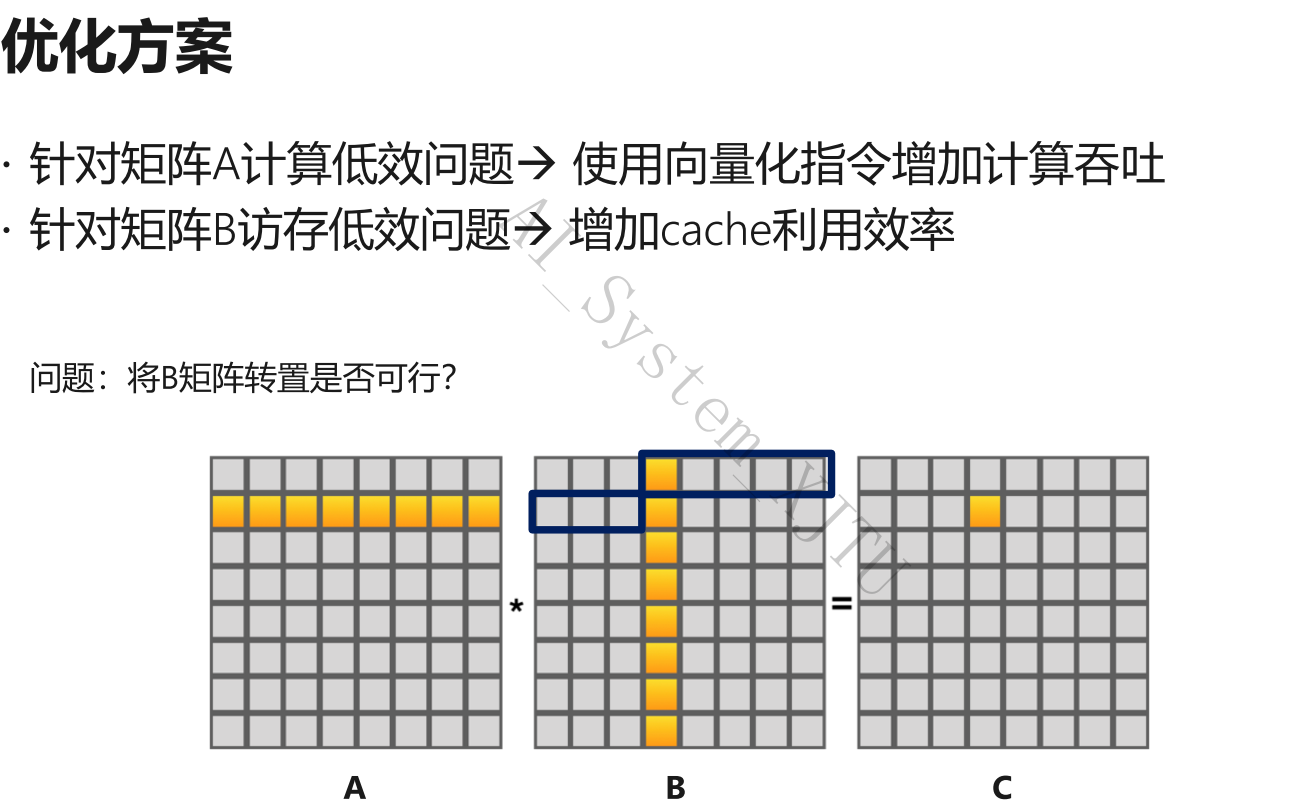 优化方案
· 针对矩阵A计算低效问题→ 使用向量化指令增加计算吞吐
· 针对矩阵B访存低效问题→ 增加cache利用效率
AI_System_XJTU
问题：将B矩阵转置是否可行？
* =
A B C